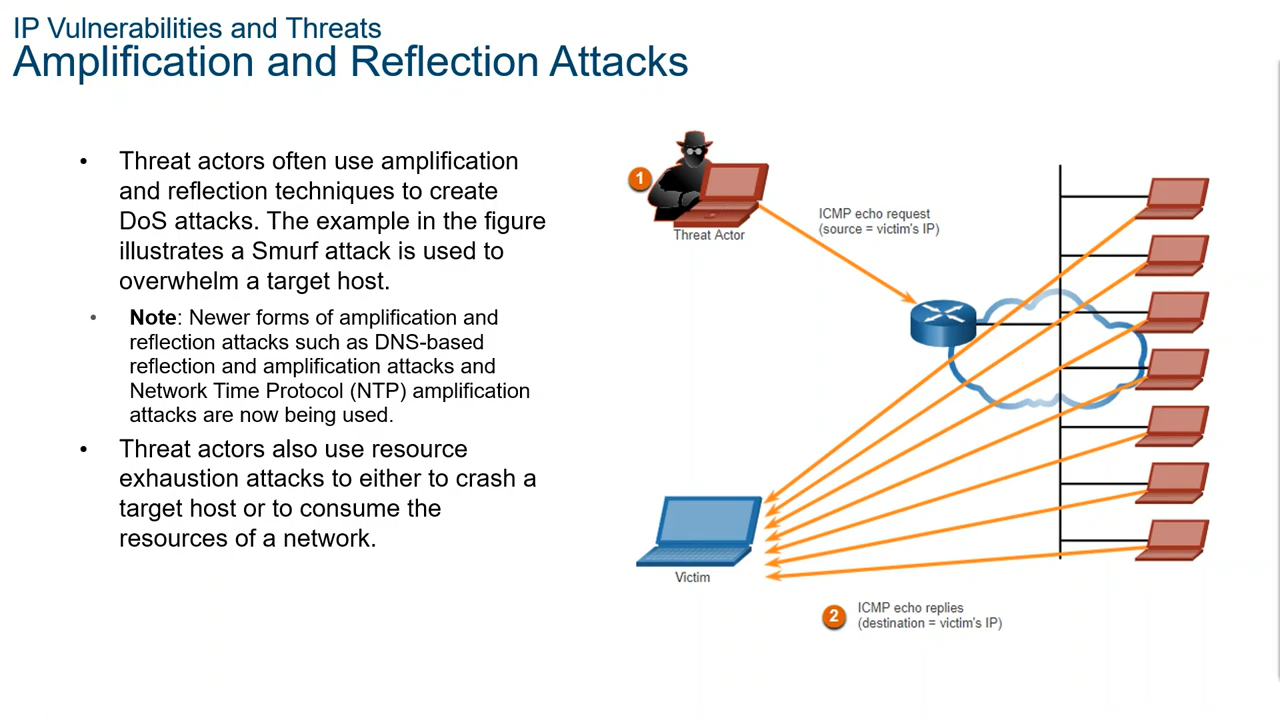 IP Vulnerabilities and Threats
Amplification and Reflection Attacks
• Threat actors often use amplification
and reflection techniques to create
DoS attacks. The example in the figure
illustrates a Smurf attack is used to
overwhelm a target host.
• Note: Newer forms of amplification and
reflection attacks such as DNS-based
reflection and amplification attacks and
Network Time Protocol (NTP) amplification
attacks are now being used.
• Threat actors also use resource
exhaustion attacks to either to crash a
target host or to consume the
resources of a network.
1
Threat Actor
ICMP echo request
(source = victim's IP)
Victim
2
ICMP echo replies
(destination = victim's IP)